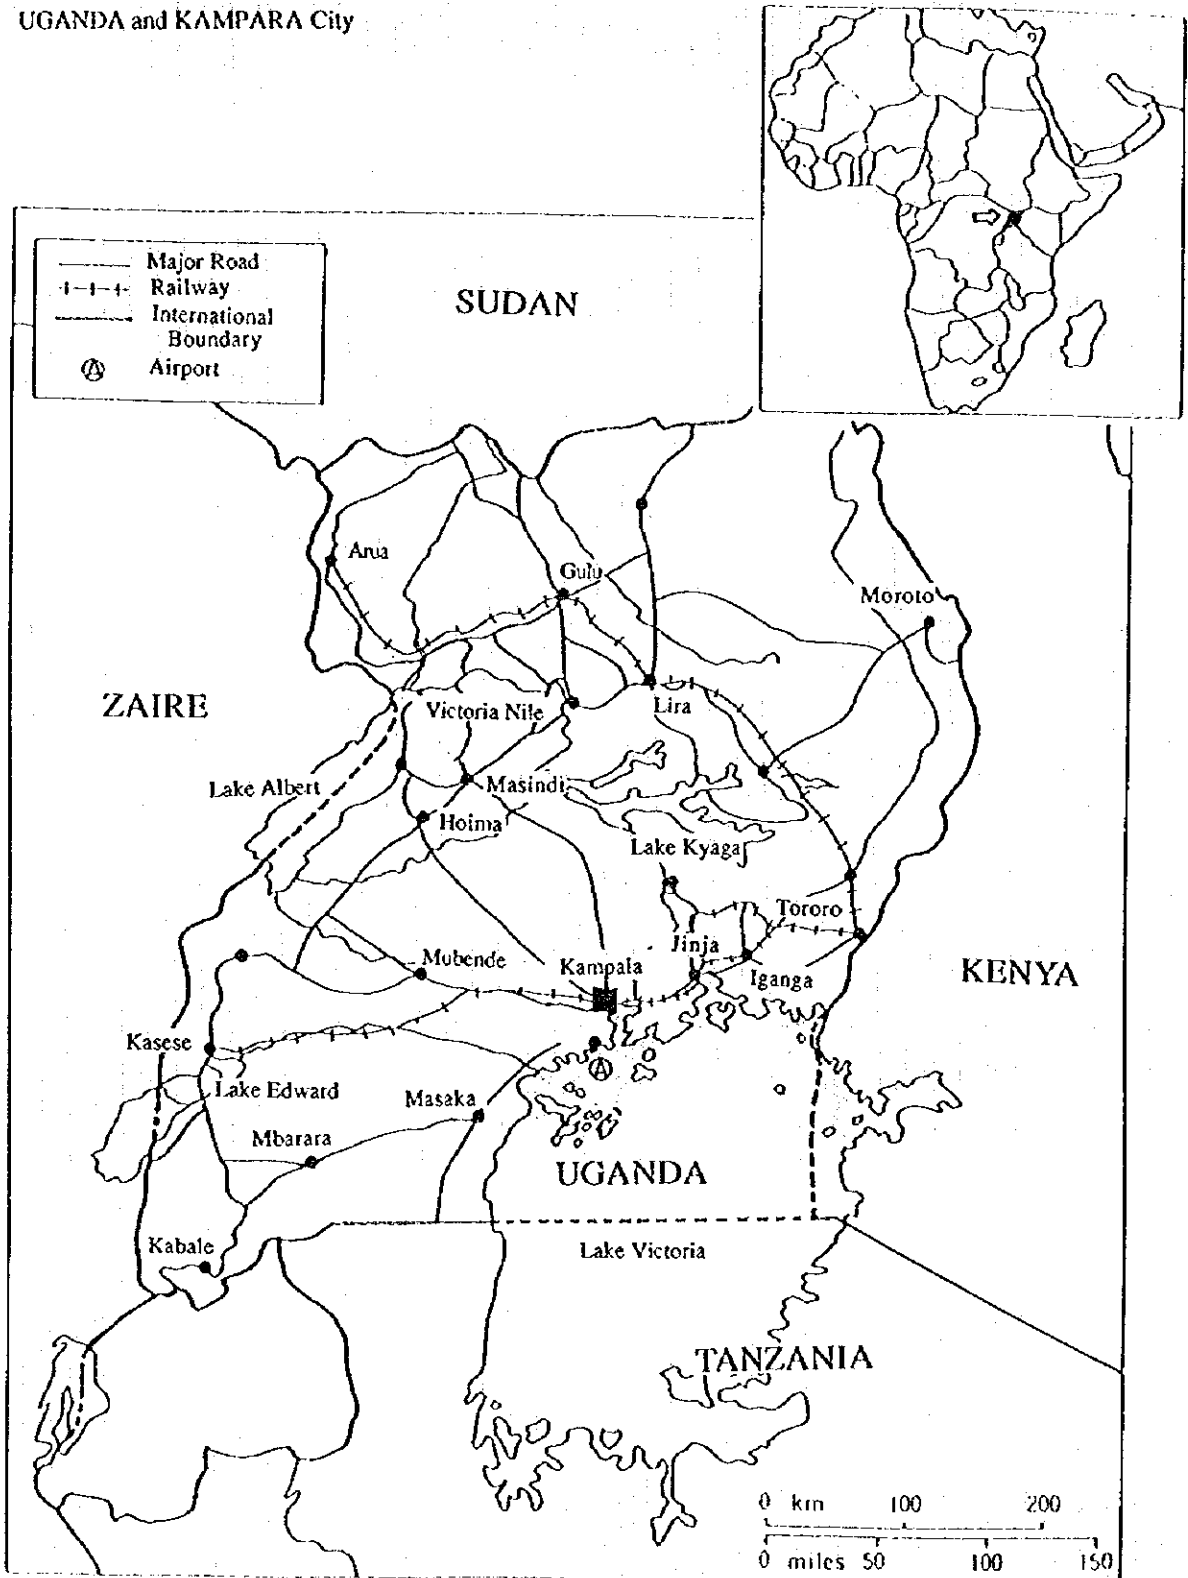 UGANDA and KAMPARA City
Major Road
Railway
International
Boundary
Airport
SUDAN
Arua
Gulu
Moroto
ZAIRE
Victoria Nile
Lira
Lake Albert
Masindi
Hoima
Lake Kyaga
Tororo
Jinja
Mubende
Kampala
Iganga
KENYA
Kasese
Lake Edward
Masaka
Mbarara
UGANDA
Kabale
Lake Victoria
TANZANIA
0 km 100 200
0 miles 50 100 150